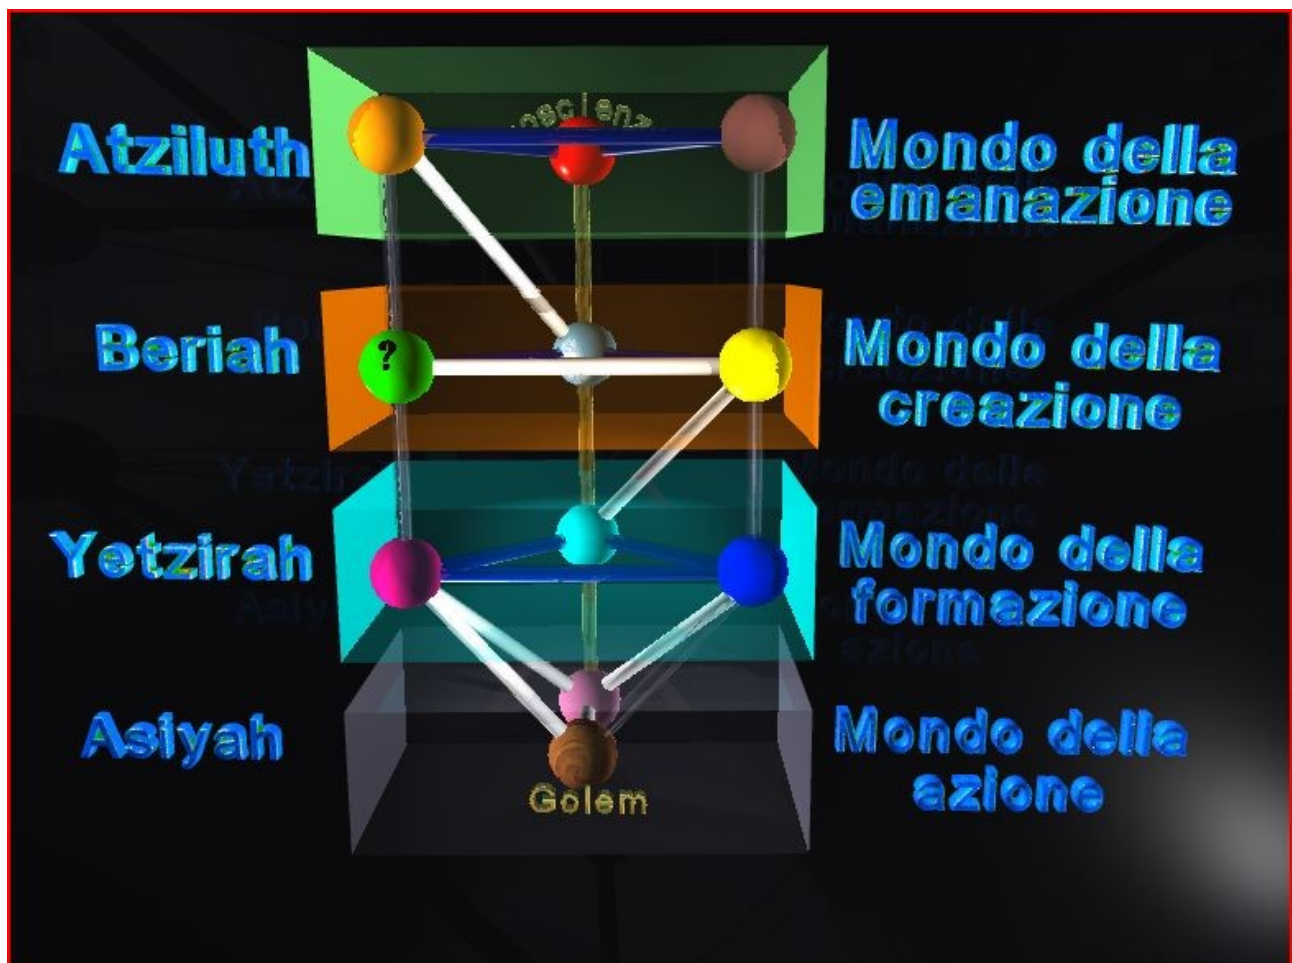 Atziluth
Mondo della
emanazione
Beriah
?
Mondo della
creazione
Yetzirah
Mondo della
formazione
Asiyah
Mondo della
azione
Golem